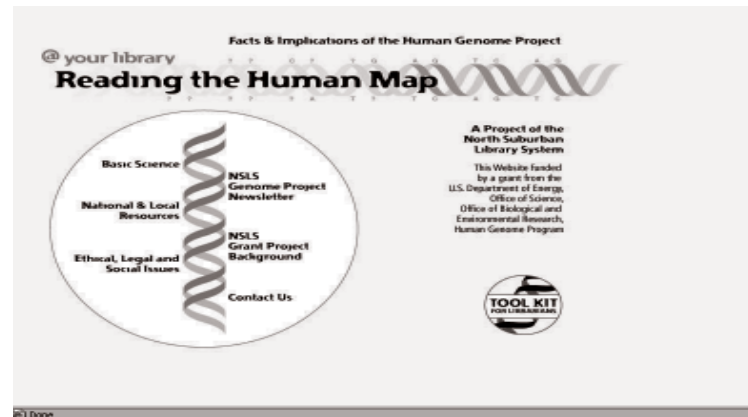 Facts & Implications of the Human Genome Project
@ your library
Reading the Human Map
Basic Science
National & Local
Resources
Ethical, Legal and
Social Issues
NSLS
Genome Project
Newsletter
NSLS
Grant Project
Background
Contact Us
A Project of the
North Suburban
Library System
This Website funded
by a grant from the
U.S. Department of Energy,
Office of Science,
Office of Biological and
Environmental Research,
Human Genome Program
TOOL KIT
FOR LIBRARIANS
Done